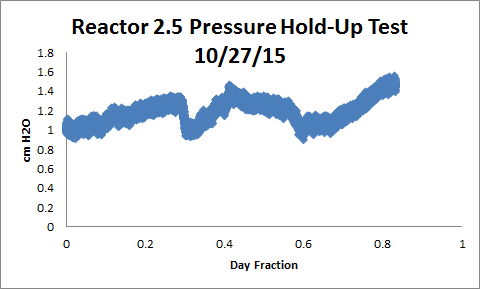 Reactor 2.5 Pressure Hold-Up Test
10/27/15
1.8
1.6
1.4
1.2
1
0.8
0.6
0.4
0.2
0
cm H2O
0 0.2 0.4 0.6 0.8 1
Day Fraction